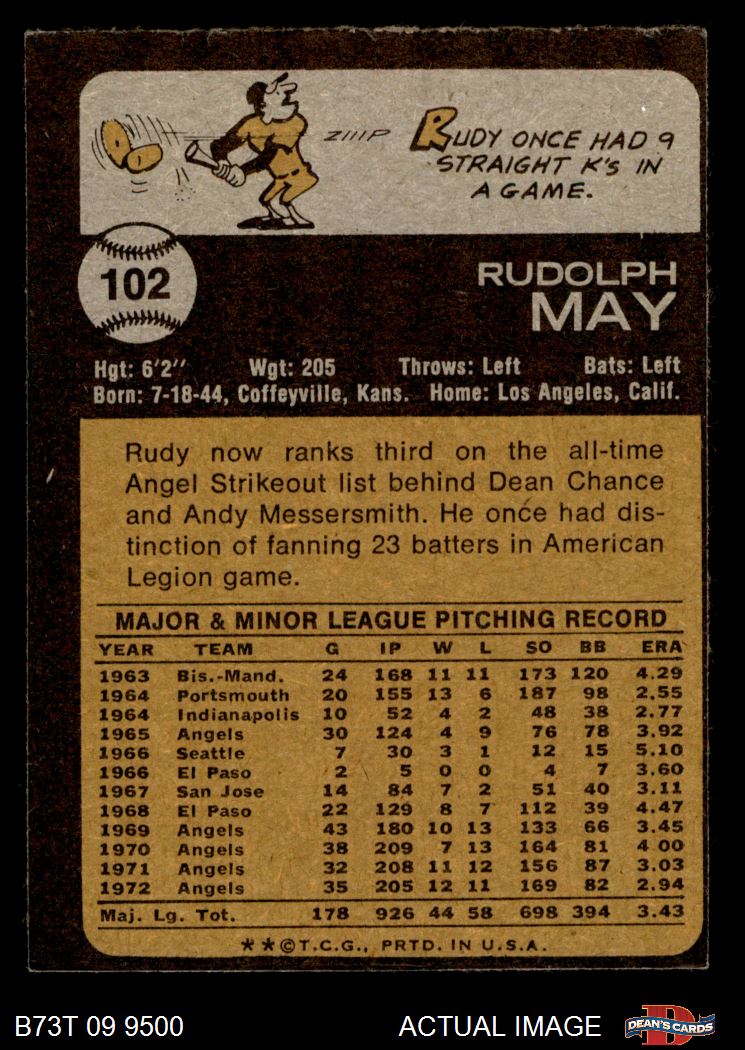 ZIIIP
RUDY ONCE HAD 9
STRAIGHT K's IN
A GAME.
102
RUDOLPH
MAY
Hgt: 6'2" Wgt: 205 Throws: Left Bats: Left
Born: 7-18-44, Coffeyville, Kans. Home: Los Angeles, Calif.
Rudy now ranks third on the all-time
Angel Strikeout list behind Dean Chance
and Andy Messersmith. He once had dis-
tinction of fanning 23 batters in American
Legion game.
MAJOR & MINOR LEAGUE PITCHING RECORD
YEAR TEAM G IP W L SO BB ERA
1963 Bis.-Mand. 24 168 11 11 173 120 4.29
1964 Portsmouth 20 155 13 6 187 98 2.55
1964 Indianapolis 10 52 4 2 48 38 2.77
1965 Angels 30 124 4 9 76 78 3.92
1966 Seattle 7 30 3 1 12 15 5.10
1966 El Paso 2 5 0 0 4 7 3.60
1967 San Jose 14 84 7 2 51 40 3.11
1968 El Paso 22 129 8 7 112 39 4.47
1969 Angels 43 180 10 13 133 66 3.45
1970 Angels 38 209 7 13 164 81 4 00
1971 Angels 32 208 11 12 156 87 3.03
1972 Angels 35 205 12 11 169 82 2.94
Maj. Lg. Tot. 178 926 44 58 698 394 3.43
**©T.C.G., PRTD. IN U.S.A.
B73T 09 9500 ACTUAL IMAGE D DEAN'S CARDS